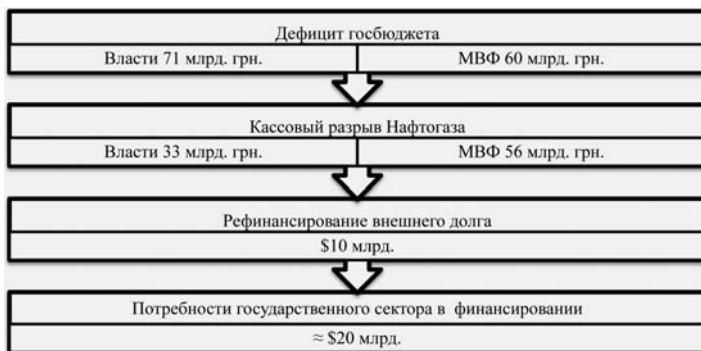 Дефицит госбюджета
Власти 71 млрд. грн. МВФ 60 млрд. грн.
Кассовый разрыв Нафтогаза
Власти 33 млрд. грн. МВФ 56 млрд. грн.
Рефинансирование внешнего долга
$10 млрд.
Потребности государственного сектора в финансировании
≈ $20 млрд.